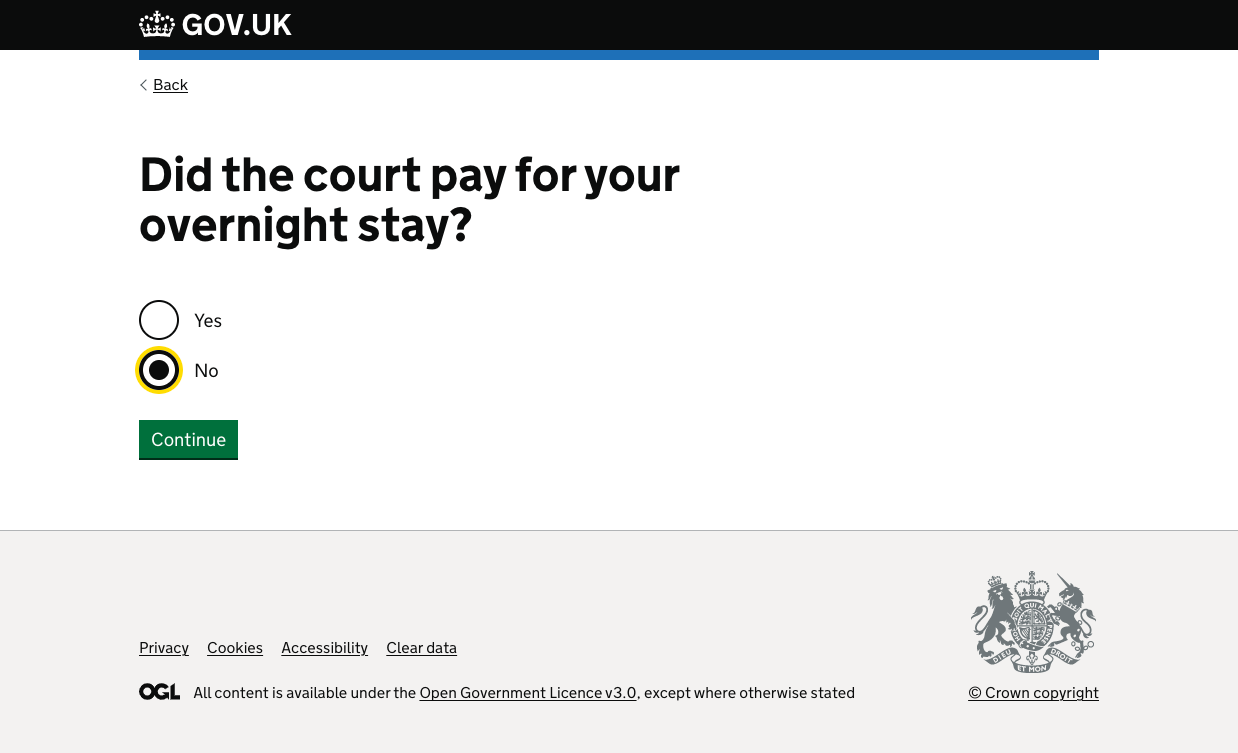 GOV.UK
Back
Did the court pay for your
overnight stay?
Yes
No
Continue
Privacy Cookies Accessibility Clear data
OGL All content is available under the Open Government Licence v3.0, except where otherwise stated
© Crown copyright